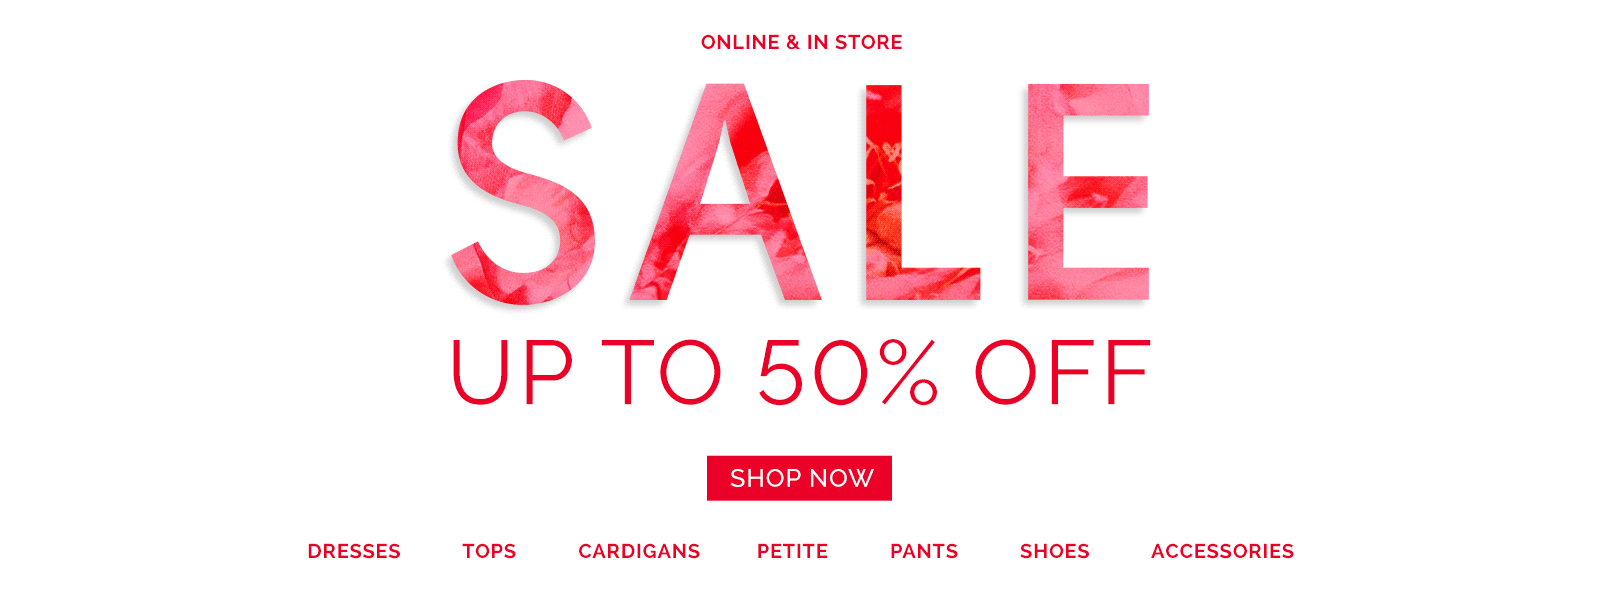 ONLINE & IN STORE
SALE
UP TO 50% OFF
SHOP NOW
DRESSES TOPS CARDIGANS PETITE PANTS SHOES ACCESSORIES